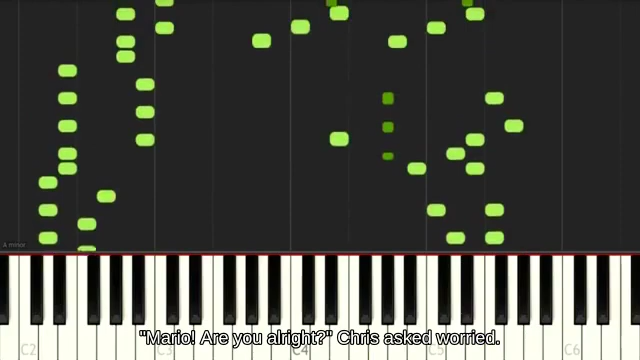 A minor
"Mario! Are you alright?" Chris asked worried.
C2 C3 C4 C5 C6